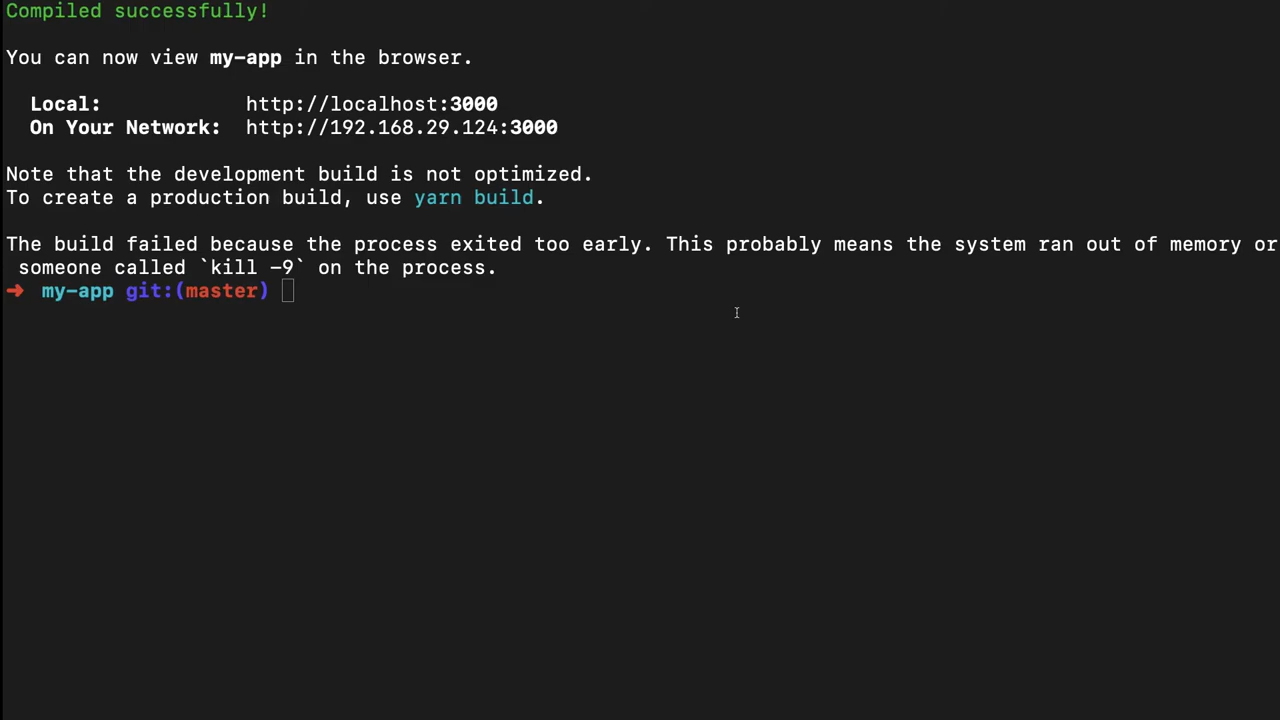 Compiled successfully!
You can now view my-app in the browser.
Local: http://localhost:3000
On Your Network: http://192.168.29.124:3000
Note that the development build is not optimized.
To create a production build, use yarn build.
The build failed because the process exited too early. This probably means the system ran out of memory or
someone called `kill -9` on the process.
➜ my-app git:(master)